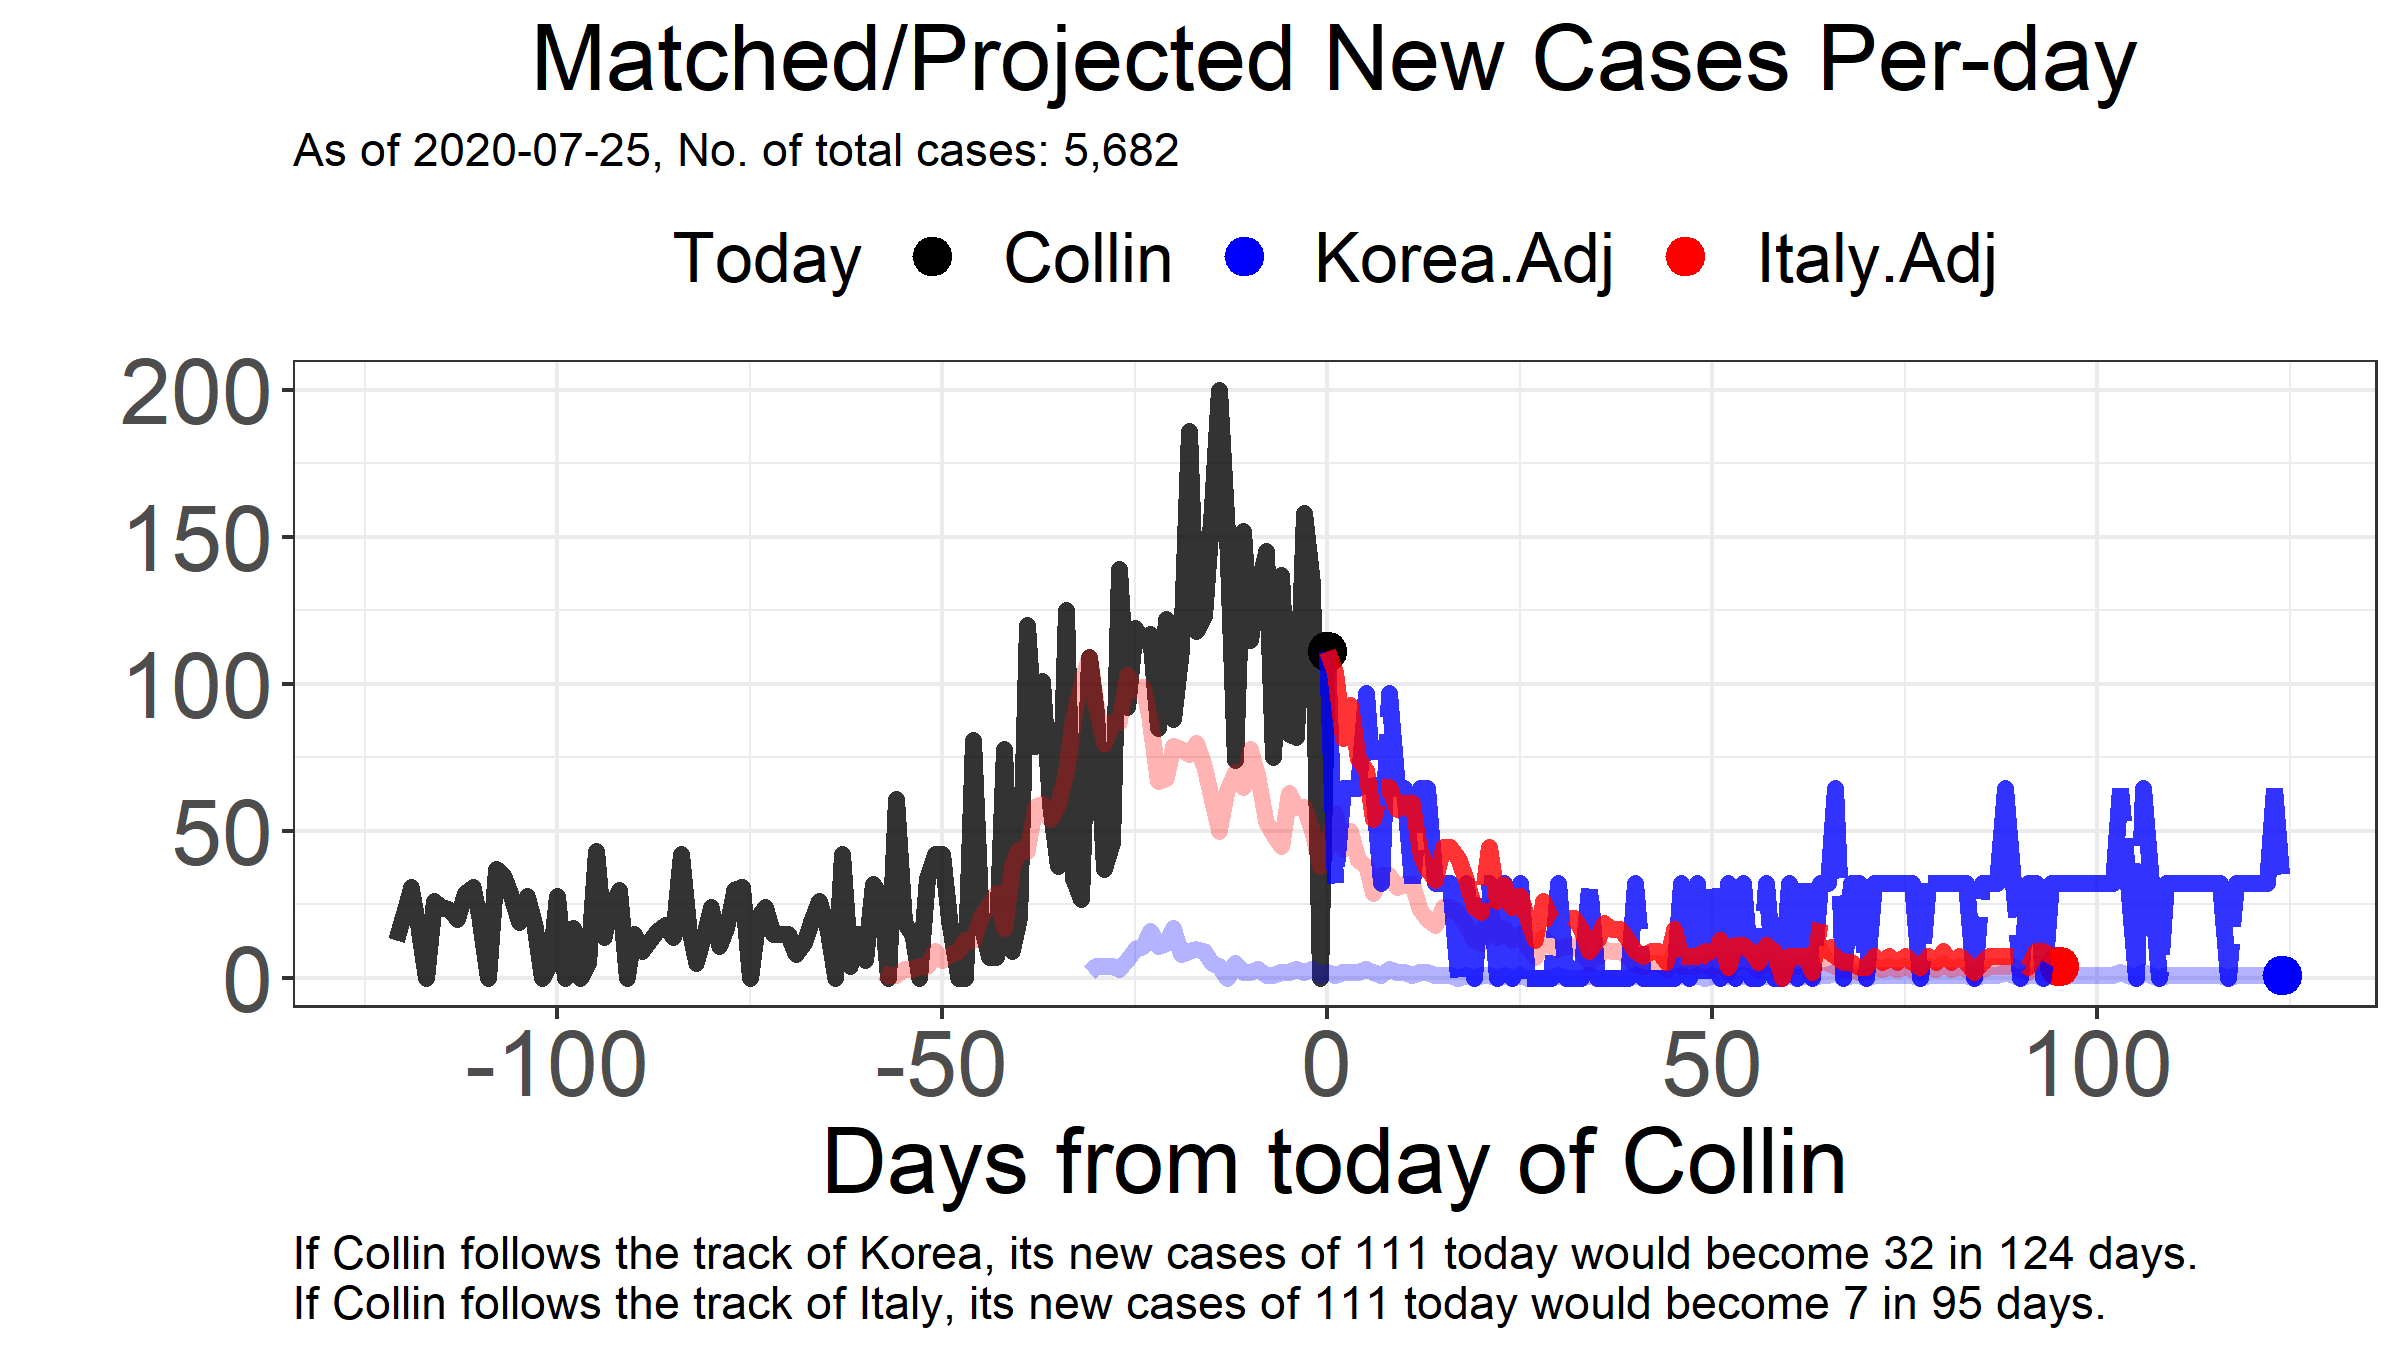 Matched/Projected New Cases Per-day
As of 2020-07-25, No. of total cases: 5,682
Today Collin Korea.Adj Italy.Adj
200
150
100
50
0
-100 -50 0 50 100
Days from today of Collin
If Collin follows the track of Korea, its new cases of 111 today would become 32 in 124 days.
If Collin follows the track of Italy, its new cases of 111 today would become 7 in 95 days.